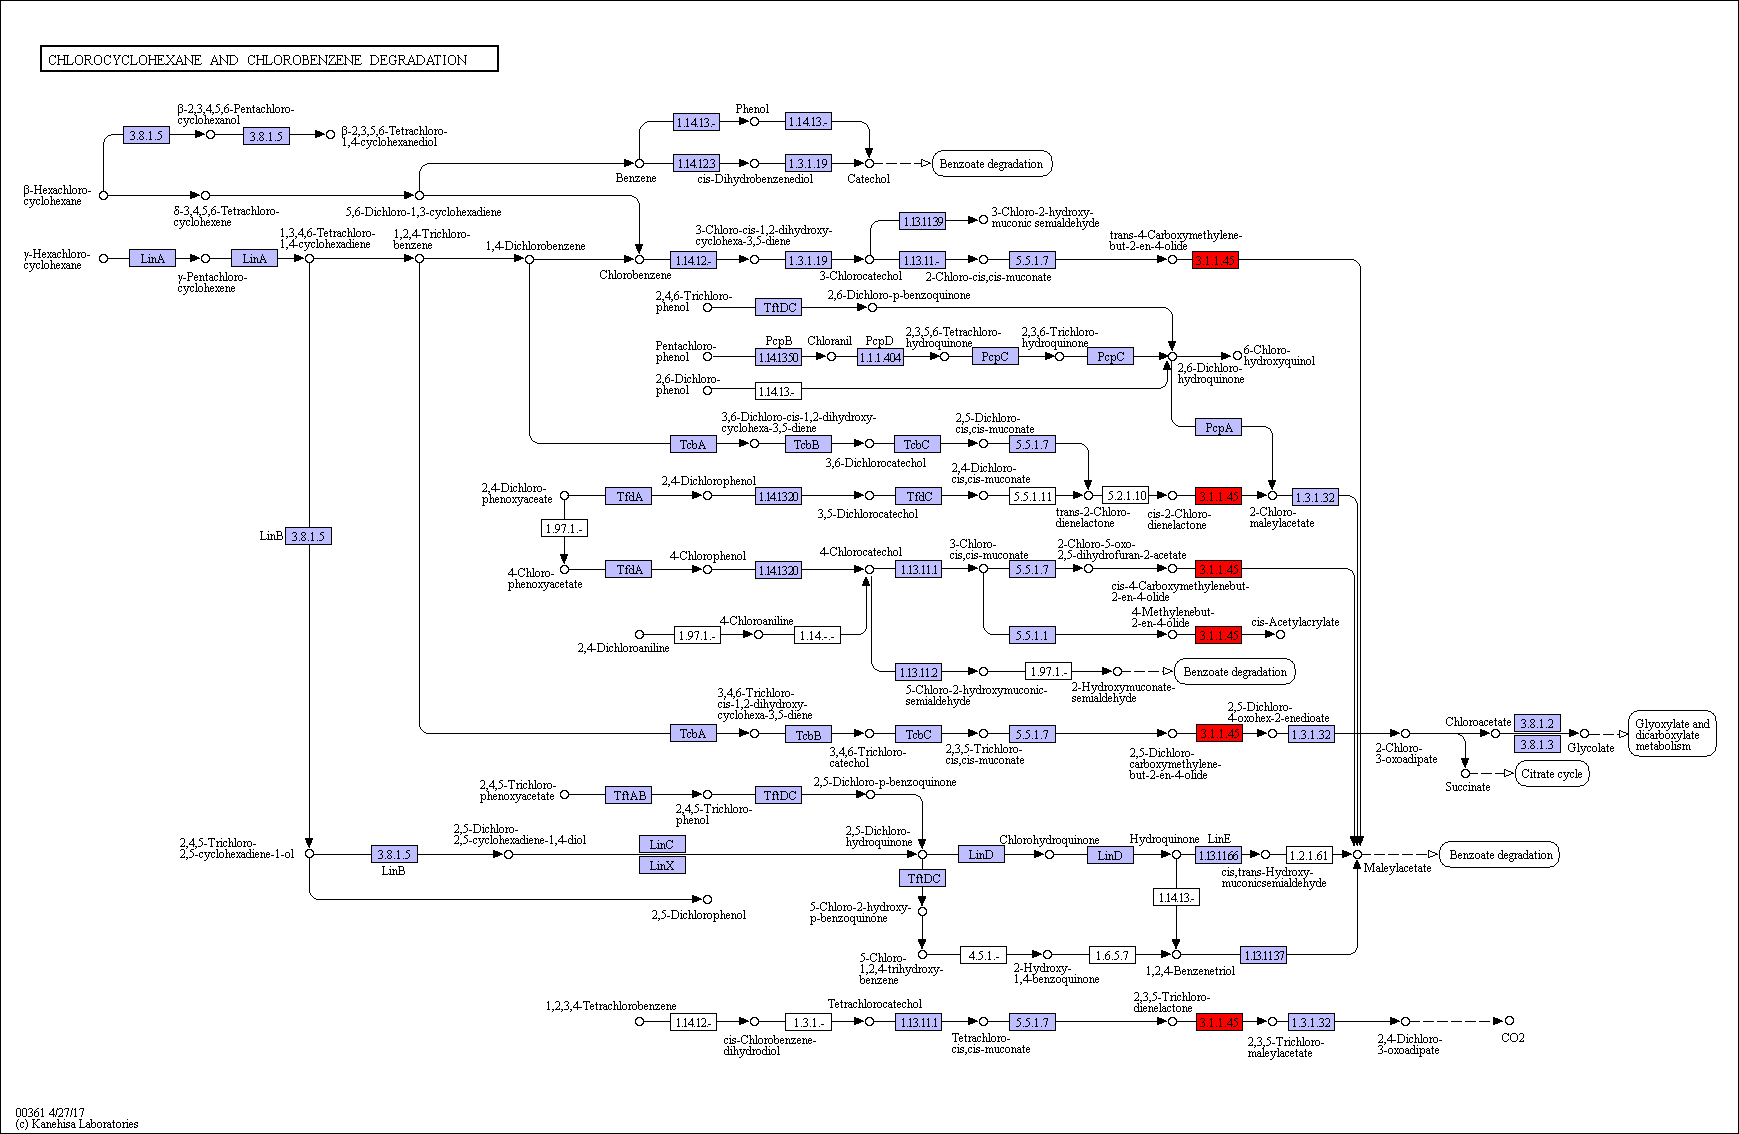 CHLOROCYCLOHEXANE AND CHLOROBENZENE DEGRADATION
β-2,3,4,5,6-Pentachloro-
cyclohexanol
3.8.1.5
3.8.1.5
β-2,3,5,6-Tetrachloro-
1,4-cyclohexanediol
Phenol
1.14.13.-
1.14.13.-
1.14.12.3
1.3.1.19
Benzene
cis-Dihydrobenzenediol
Catechol
Benzoate degradation
β-Hexachloro-
cyclohexane
δ-3,4,5,6-Tetrachloro-
cyclohexene
5,6-Dichloro-1,3-cyclohexadiene
γ-Hexachloro-
cyclohexane
LinA
γ-Pentachloro-
cyclohexene
LinA
1,3,4,6-Tetrachloro-
1,4-cyclohexadiene
1,2,4-Trichloro-
benzene
1,4-Dichlorobenzene
Chlorobenzene
1.14.12.-
3-Chloro-cis-1,2-dihydroxy-
cyclohexa-3,5-diene
1.3.1.19
3-Chlorocatechol
1.13.11.39
3-Chloro-2-hydroxy-
muconic semialdehyde
1.13.11.-
2-Chloro-cis,cis-muconate
5.5.1.7
trans-4-Carboxymethylene-
but-2-en-4-olide
3.1.1.45
2,4,6-Trichloro-
phenol
TftDC
2,6-Dichloro-p-benzoquinone
Pentachloro-
phenol
PcpB
1.14.13.50
Chloranil
PcpD
1.1.1.404
2,3,5,6-Tetrachloro-
hydroquinone
PcpC
2,3,6-Trichloro-
hydroquinone
PcpC
6-Chloro-
hydroxyquinol
2,6-Dichloro-
hydroquinone
2,6-Dichloro-
phenol
1.14.13.-
PcpA
TcbA
3,6-Dichloro-cis-1,2-dihydroxy-
cyclohexa-3,5-diene
TcbB
3,6-Dichlorocatechol
TcbC
2,5-Dichloro-
cis,cis-muconate
5.5.1.7
2,4-Dichloro-
phenoxyaceate
TfdA
2,4-Dichlorophenol
1.14.13.20
3,5-Dichlorocatechol
TfdC
2,4-Dichloro-
cis,cis-muconate
5.5.1.11
trans-2-Chloro-
dienelactone
5.2.1.10
cis-2-Chloro-
dienelactone
3.1.1.45
2-Chloro-
maleylacetate
1.3.1.32
1.97.1.-
LinB
3.8.1.5
4-Chloro-
phenoxyacetate
TfdA
4-Chlorophenol
1.14.13.20
4-Chlorocatechol
1.13.11.1
3-Chloro-
cis,cis-muconate
5.5.1.7
2-Chloro-5-oxo-
2,5-dihydrofuran-2-acetate
3.1.1.45
cis-4-Carboxymethylenebut-
2-en-4-olide
4-Chloroaniline
1.97.1.-
1.14.-.-
2,4-Dichloroaniline
5.5.1.1
4-Methylenebut-
2-en-4-olide
3.1.1.45
cis-Acetylacrylate
1.13.11.2
5-Chloro-2-hydroxymuconic-
semialdehyde
1.97.1.-
2-Hydroxymuconate-
semialdehyde
Benzoate degradation
TcbA
3,4,6-Trichloro-
cis-1,2-dihydroxy-
cyclohexa-3,5-diene
TcbB
3,4,6-Trichloro-
catechol
TcbC
2,3,5-Trichloro-
cis,cis-muconate
5.5.1.7
2,5-Dichloro-
carboxymethylene-
but-2-en-4-olide
3.1.1.45
2,5-Dichloro-
4-oxohex-2-enedioate
1.3.1.32
2-Chloro-
3-oxoadipate
Chloroacetate
3.8.1.2
3.8.1.3
Glycolate
Glyoxylate and
dicarboxylate
metabolism
Succinate
Citrate cycle
2,4,5-Trichloro-
phenoxyacetate
TftAB
2,4,5-Trichloro-
phenol
TftDC
2,5-Dichloro-p-benzoquinone
2,4,5-Trichloro-
2,5-cyclohexadiene-1-ol
3.8.1.5
LinB
2,5-Dichloro-
2,5-cyclohexadiene-1,4-diol
LinC
LinX
2,5-Dichloro-
hydroquinone
LinD
Chlorohydroquinone
LinD
Hydroquinone
LinE
1.13.11.66
cis,trans-Hydroxy-
muconicsemialdehyde
1.2.1.61
Maleylacetate
Benzoate degradation
TftDC
2,5-Dichlorophenol
5-Chloro-2-hydroxy-
p-benzoquinone
1.14.13.-
5-Chloro-
1,2,4-trihydroxy-
benzene
4.5.1.-
2-Hydroxy-
1,4-benzoquinone
1.6.5.7
1,2,4-Benzenetriol
1.13.11.37
1,2,3,4-Tetrachlorobenzene
1.14.12.-
cis-Chlorobenzene-
dihydrodiol
1.3.1.-
Tetrachlorocatechol
1.13.11.1
Tetrachloro-
cis,cis-muconate
5.5.1.7
2,3,5-Trichloro-
dienelactone
3.1.1.45
2,3,5-Trichloro-
maleylacetate
1.3.1.32
2,4-Dichloro-
3-oxoadipate
CO2
00361 4/27/17
(c) Kanehisa Laboratories